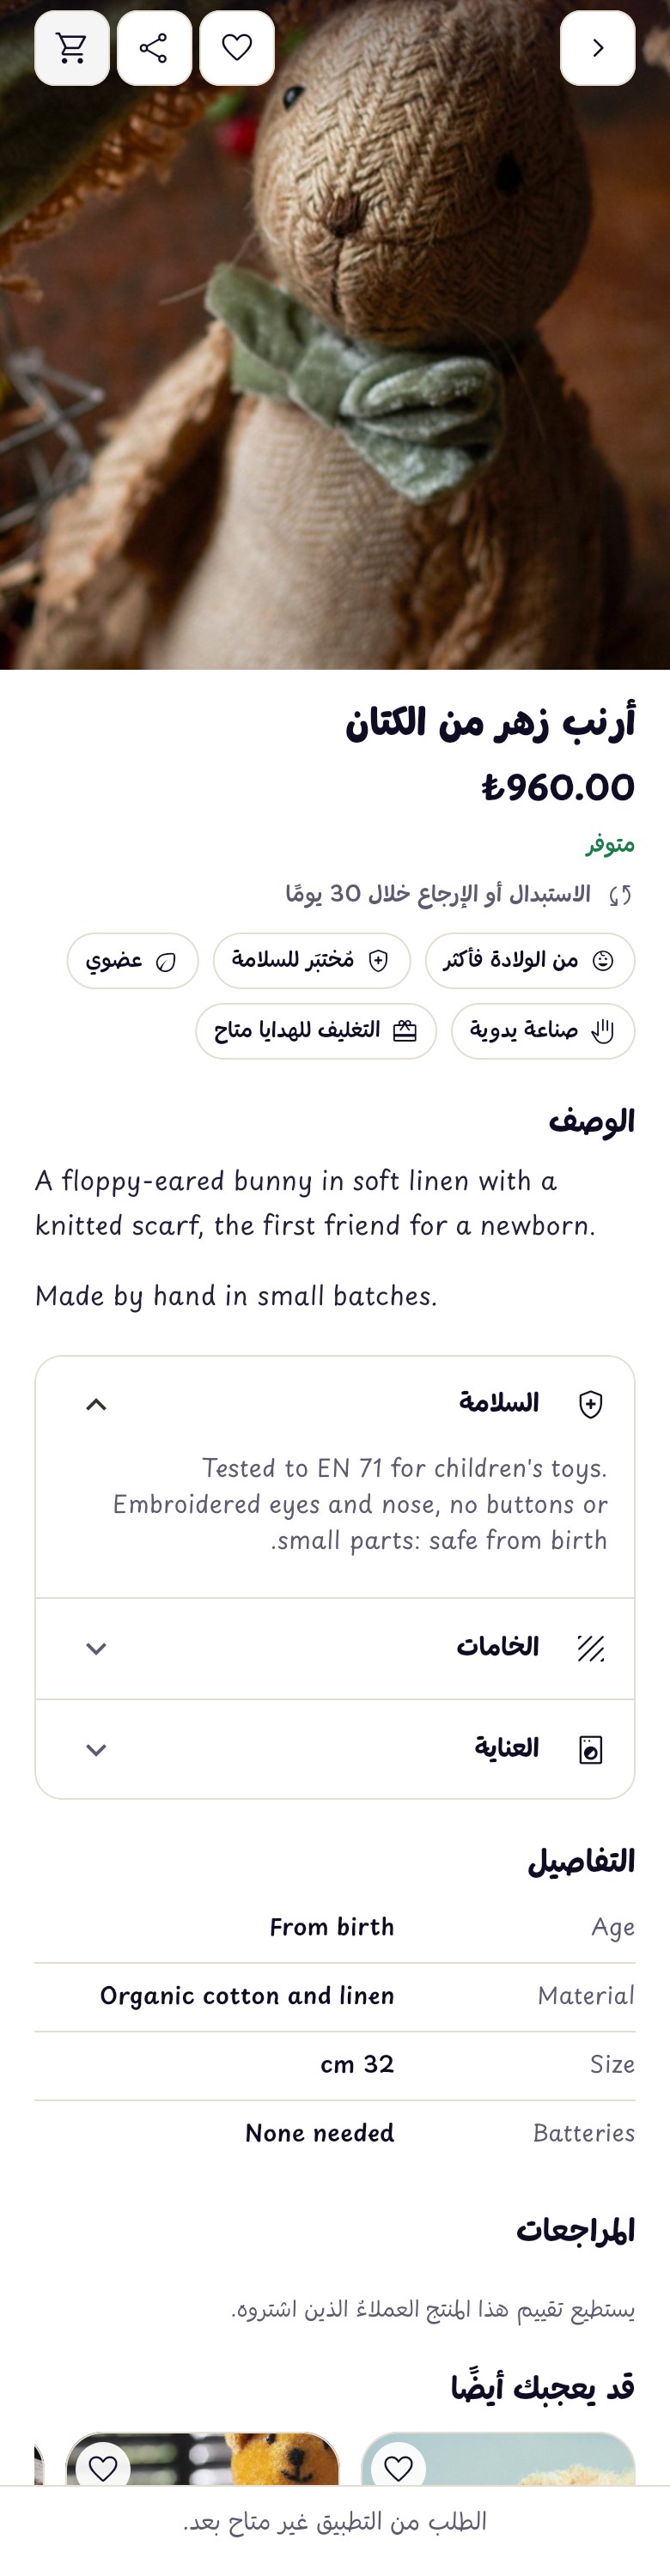 أرنب زهر من الكتان
₺960.00
متوفر
الاستبدال أو الإرجاع خلال 30 يومًا
من الولادة فأكثر
مُختبَر للسلامة
عضوي
صناعة يدوية
التغليف للهدايا متاح
الوصف
A floppy-eared bunny in soft linen with a
knitted scarf, the first friend for a newborn.
Made by hand in small batches.
السلامة
Tested to EN 71 for children's toys.
Embroidered eyes and nose, no buttons or
small parts: safe from birth.
الخامات
العناية
التفاصيل
Age From birth
Material Organic cotton and linen
Size 32 cm
Batteries None needed
المراجعات
يستطيع تقييم هذا المنتج العملاءُ الذين اشتروه.
قد يعجبك أيضًا
الطلب من التطبيق غير متاح بعد.